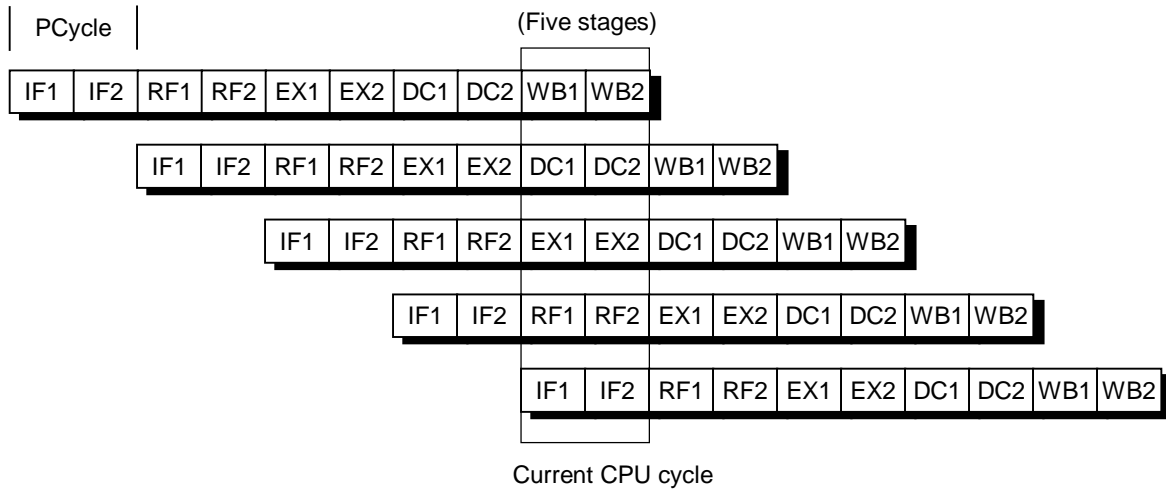 PCycle
(Five stages)
IF1 IF2 RF1 RF2 EX1 EX2 DC1 DC2 WB1 WB2
IF1 IF2 RF1 RF2 EX1 EX2 DC1 DC2 WB1 WB2
IF1 IF2 RF1 RF2 EX1 EX2 DC1 DC2 WB1 WB2
IF1 IF2 RF1 RF2 EX1 EX2 DC1 DC2 WB1 WB2
IF1 IF2 RF1 RF2 EX1 EX2 DC1 DC2 WB1 WB2
Current CPU cycle